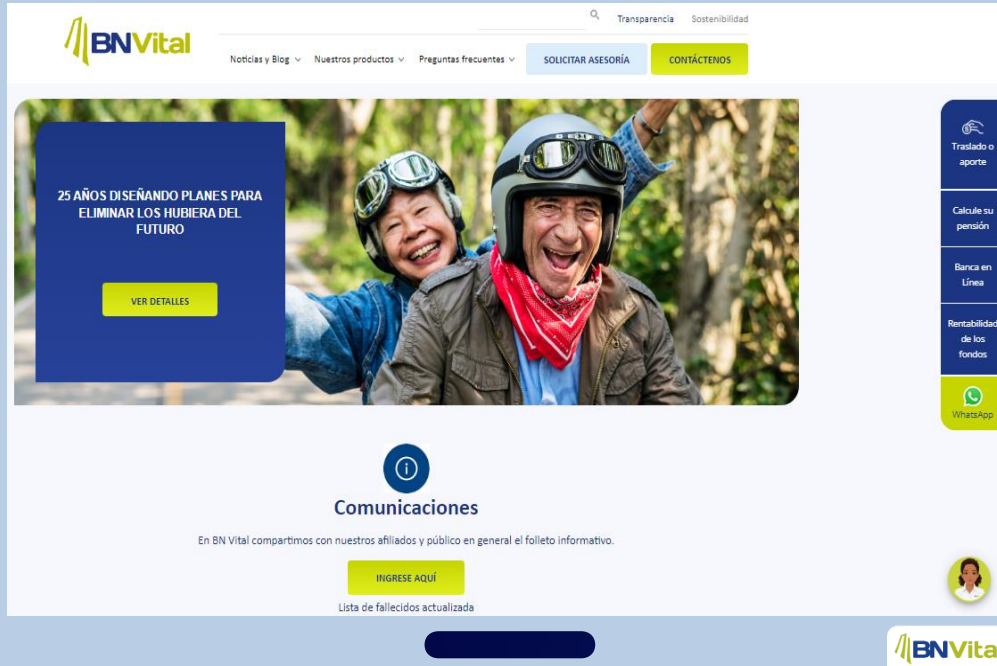 BNVital
Transparencia Sostenibilidad
Noticias y Blog Nuestros productos Preguntas frecuentes SOLICITAR ASESORÍA CONTÁCTENOS
25 AÑOS DISEÑANDO PLANES PARA
ELIMINAR LOS HUBIERA DEL
FUTURO
VER DETALLES
Traslado o
aporte
Calcule su
pensión
Banca en
Línea
Rentabilidad
de los
fondos
WhatsApp
Comunicaciones
En BN Vital compartimos con nuestros afiliados y público en general el folleto informativo.
INGRESE AQUÍ
Lista de fallecidos actualizada
BNVita